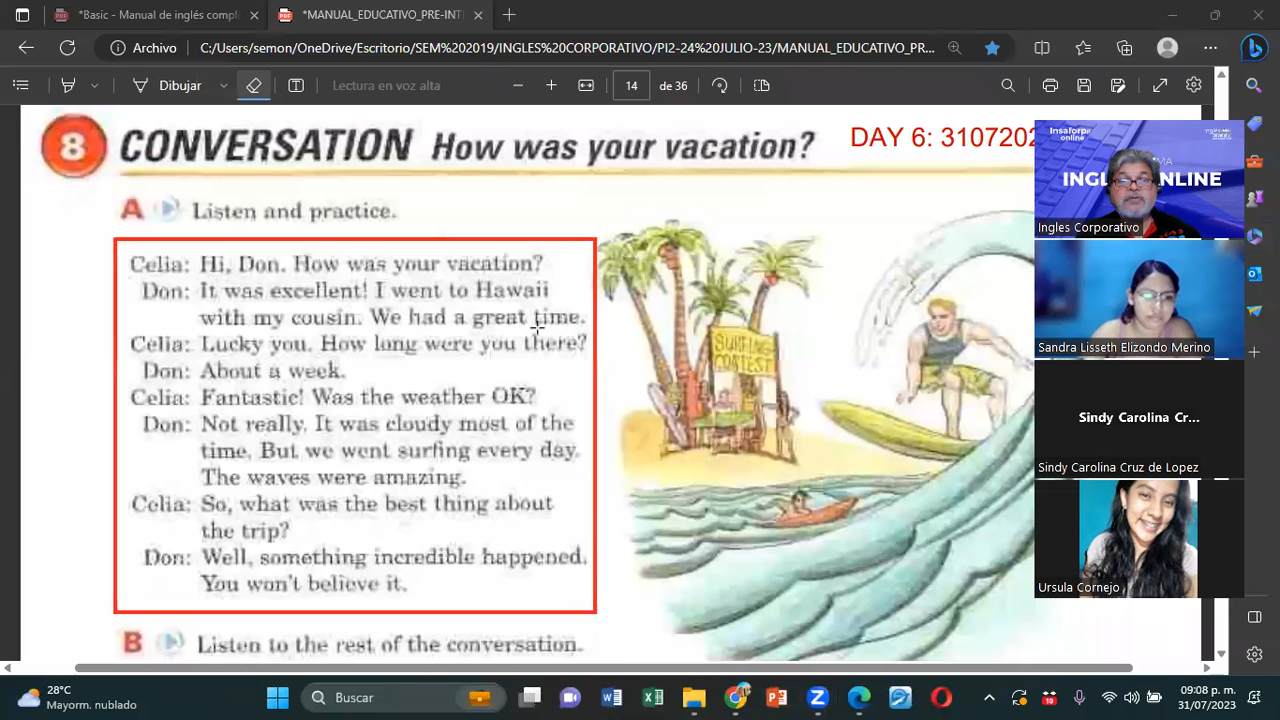 *Basic - Manual de inglés compl
*MANUAL_EDUCATIVO_PRE-INT
Archivo
C:/Users/semon/OneDrive/Escritorio/SEM%202019/INGLES%20CORPORATIVO/PI2-24%20JULIO-23/MANUAL_EDUCATIVO_PR...
Dibujar
Lectura en voz alta
14
de 36
8 CONVERSATION How was your vacation?
DAY 6: 3107202
A Listen and practice.
Celia: Hi, Don. How was your vacation?
Don: It was excellent! I went to Hawaii
with my cousin. We had a great time.
Celia: Lucky you. How long were you there?
Don: About a week.
Celia: Fantastic! Was the weather OK?
Don: Not really. It was cloudy most of the
time. But we went surfing every day.
The waves were amazing.
Celia: So, what was the best thing about
the trip?
Don: Well, something incredible happened.
You won't believe it.
B Listen to the rest of the conversation.
SURFING
CONTEST
Insaforp
online
INGL NLINE
Ingles Corporativo
Sandra Lisseth Elizondo Merino
Sindy Carolina Cr...
Sindy Carolina Cruz de Lopez
Ursula Cornejo
28°C
Mayorm. nublado
Buscar
10
09:08 p. m.
31/07/2023